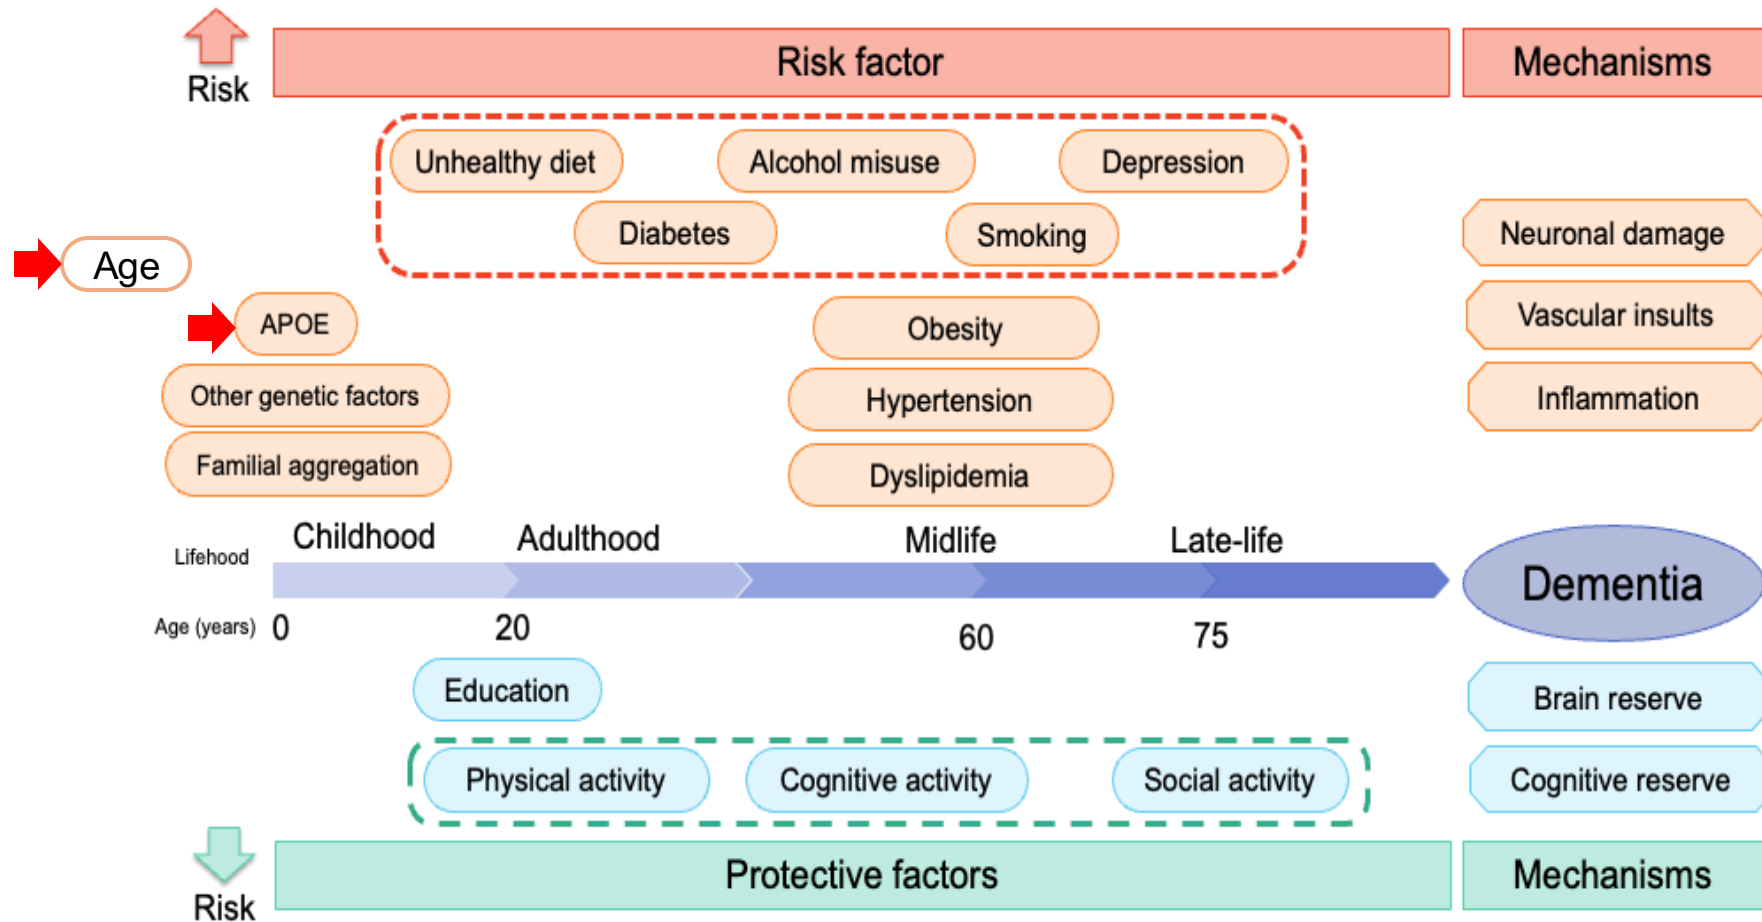 Risk
Risk factor
Mechanisms
Unhealthy diet
Alcohol misuse
Depression
Diabetes
Smoking
Neuronal damage
Age
APOE
Obesity
Vascular insults
Other genetic factors
Hypertension
Inflammation
Familial aggregation
Dyslipidemia
Lifehood
Childhood
Adulthood
Midlife
Late-life
Dementia
Age (years)
0
20
60
75
Education
Brain reserve
Physical activity
Cognitive activity
Social activity
Cognitive reserve
Risk
Protective factors
Mechanisms